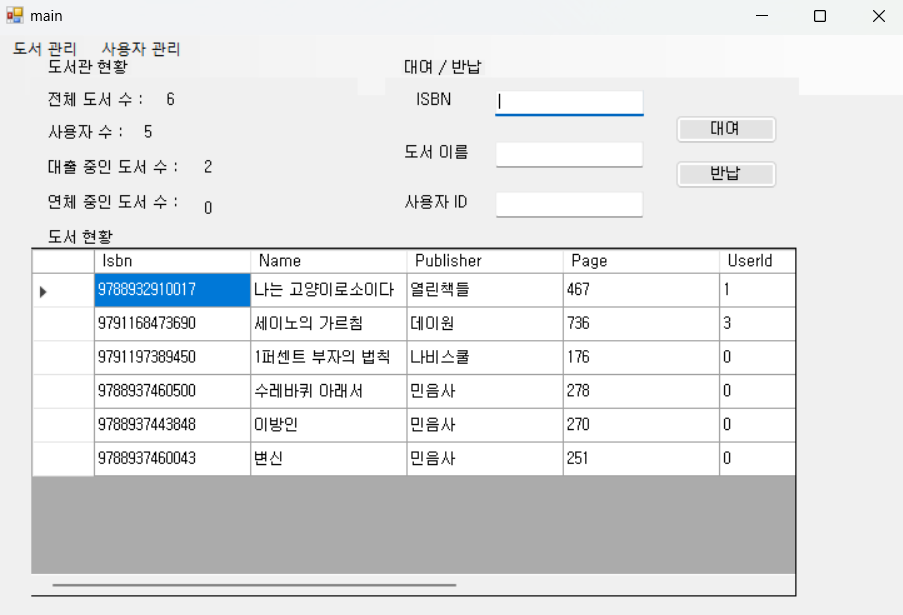 main
도서 관리 사용자 관리
도서관 현황
전체 도서 수 : 6
사용자 수 : 5
대출 중인 도서 수 : 2
연체 중인 도서 수 : 0
대여 / 반납
ISBN
도서 이름
사용자 ID
대여
반납
도서 현황
Isbn Name Publisher Page UserId
9788932910017 나는 고양이로소이다 열린책들 467 1
9791168473690 세이노의 가르침 데이원 736 3
9791197389450 1퍼센트 부자의 법칙 나비스쿨 176 0
9788937460500 수레바퀴 아래서 민음사 278 0
9788937443848 이방인 민음사 270 0
9788937460043 변신 민음사 251 0